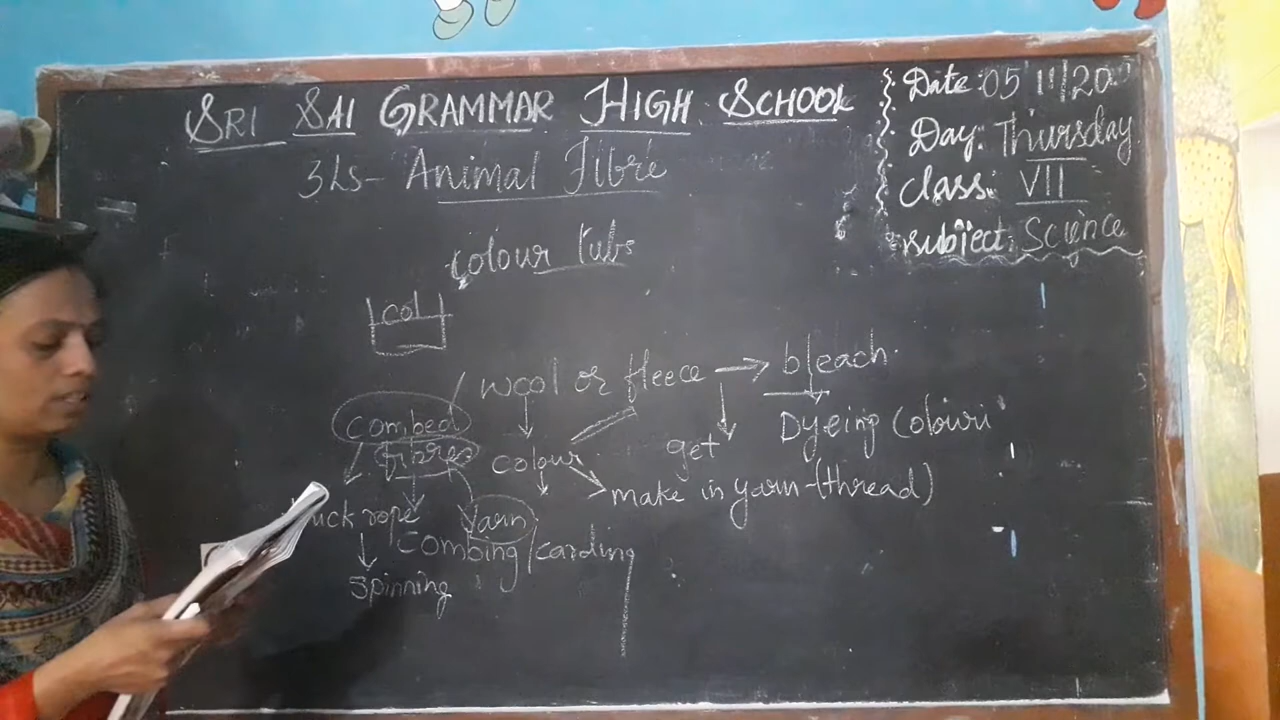 SRI SAI GRAMMAR HIGH SCHOOL
3Ls- Animal Fibre
Date: 05 11/20
Day: Thursday
Class: VII
Subject: Science
colour tubs
col
wool or fleece → bleach
combed
fibres
colour
get
Dyeing Colouri
make in yarn-(thread)
rope
Yarn
combing/carding
spinning